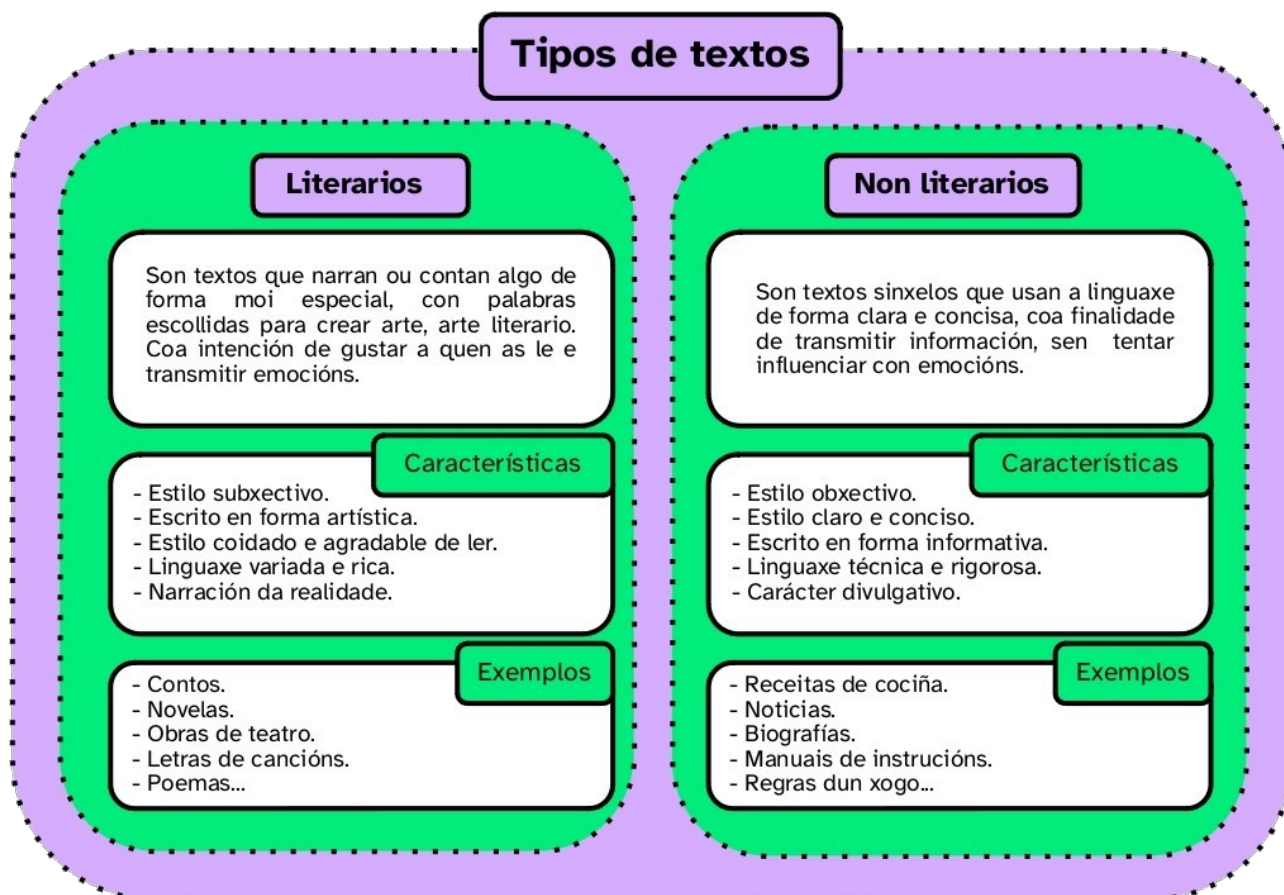 Tipos de textos
Literarios
Son textos que narran ou contan algo de
forma moi especial, con palabras
escollidas para crear arte, arte literario.
Coa intención de gustar a quen as le e
transmitir emocións.
Características
- Estilo subxectivo.
- Escrito en forma artística.
- Estilo coidado e agradable de ler.
- Linguaxe variada e rica.
- Narración da realidade.
Exemplos
- Contos.
- Novelas.
- Obras de teatro.
- Letras de cancións.
- Poemas...
Non literarios
Son textos sinxelos que usan a linguaxe
de forma clara e concisa, coa finalidade
de transmitir información, sen tentar
influenciar con emocións.
Características
- Estilo obxectivo.
- Estilo claro e conciso.
- Escrito en forma informativa.
- Linguaxe técnica e rigorosa.
- Carácter divulgativo.
Exemplos
- Receitas de cociña.
- Noticias.
- Biografías.
- Manuais de instrucións.
- Regras dun xogo...